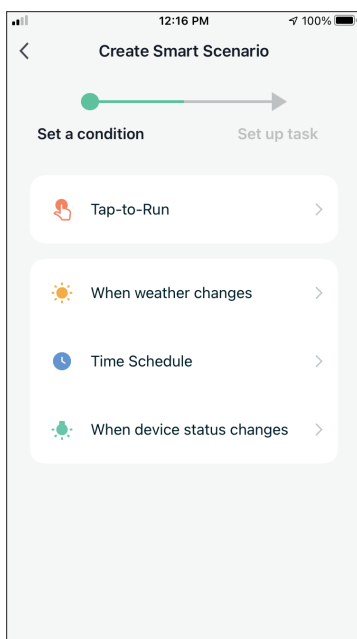 12:16 PM 100%
Create Smart Scenario
Set a condition Set up task
Tap-to-Run
When weather changes
Time Schedule
When device status changes